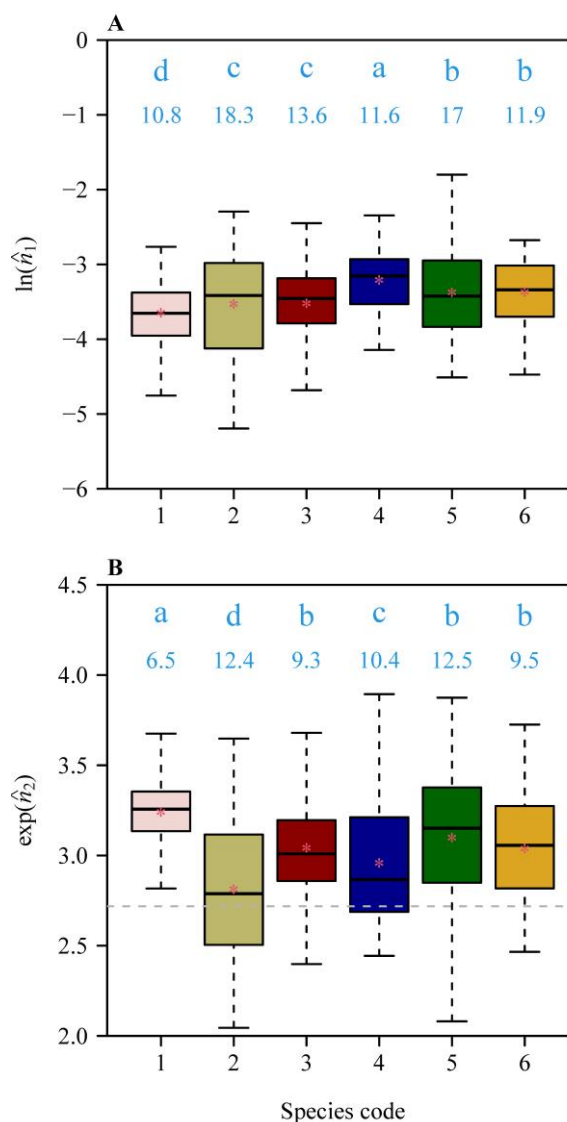 A
0
d c c a b b
10.8 18.3 13.6 11.6 17 11.9
−1
−2
−3
−4
−5
−6
ln(n̂₁)
1 2 3 4 5 6
B
4.5
a d b c b b
6.5 12.4 9.3 10.4 12.5 9.5
4.0
3.5
3.0
2.5
2.0
exp(n̂₂)
1 2 3 4 5 6
Species code